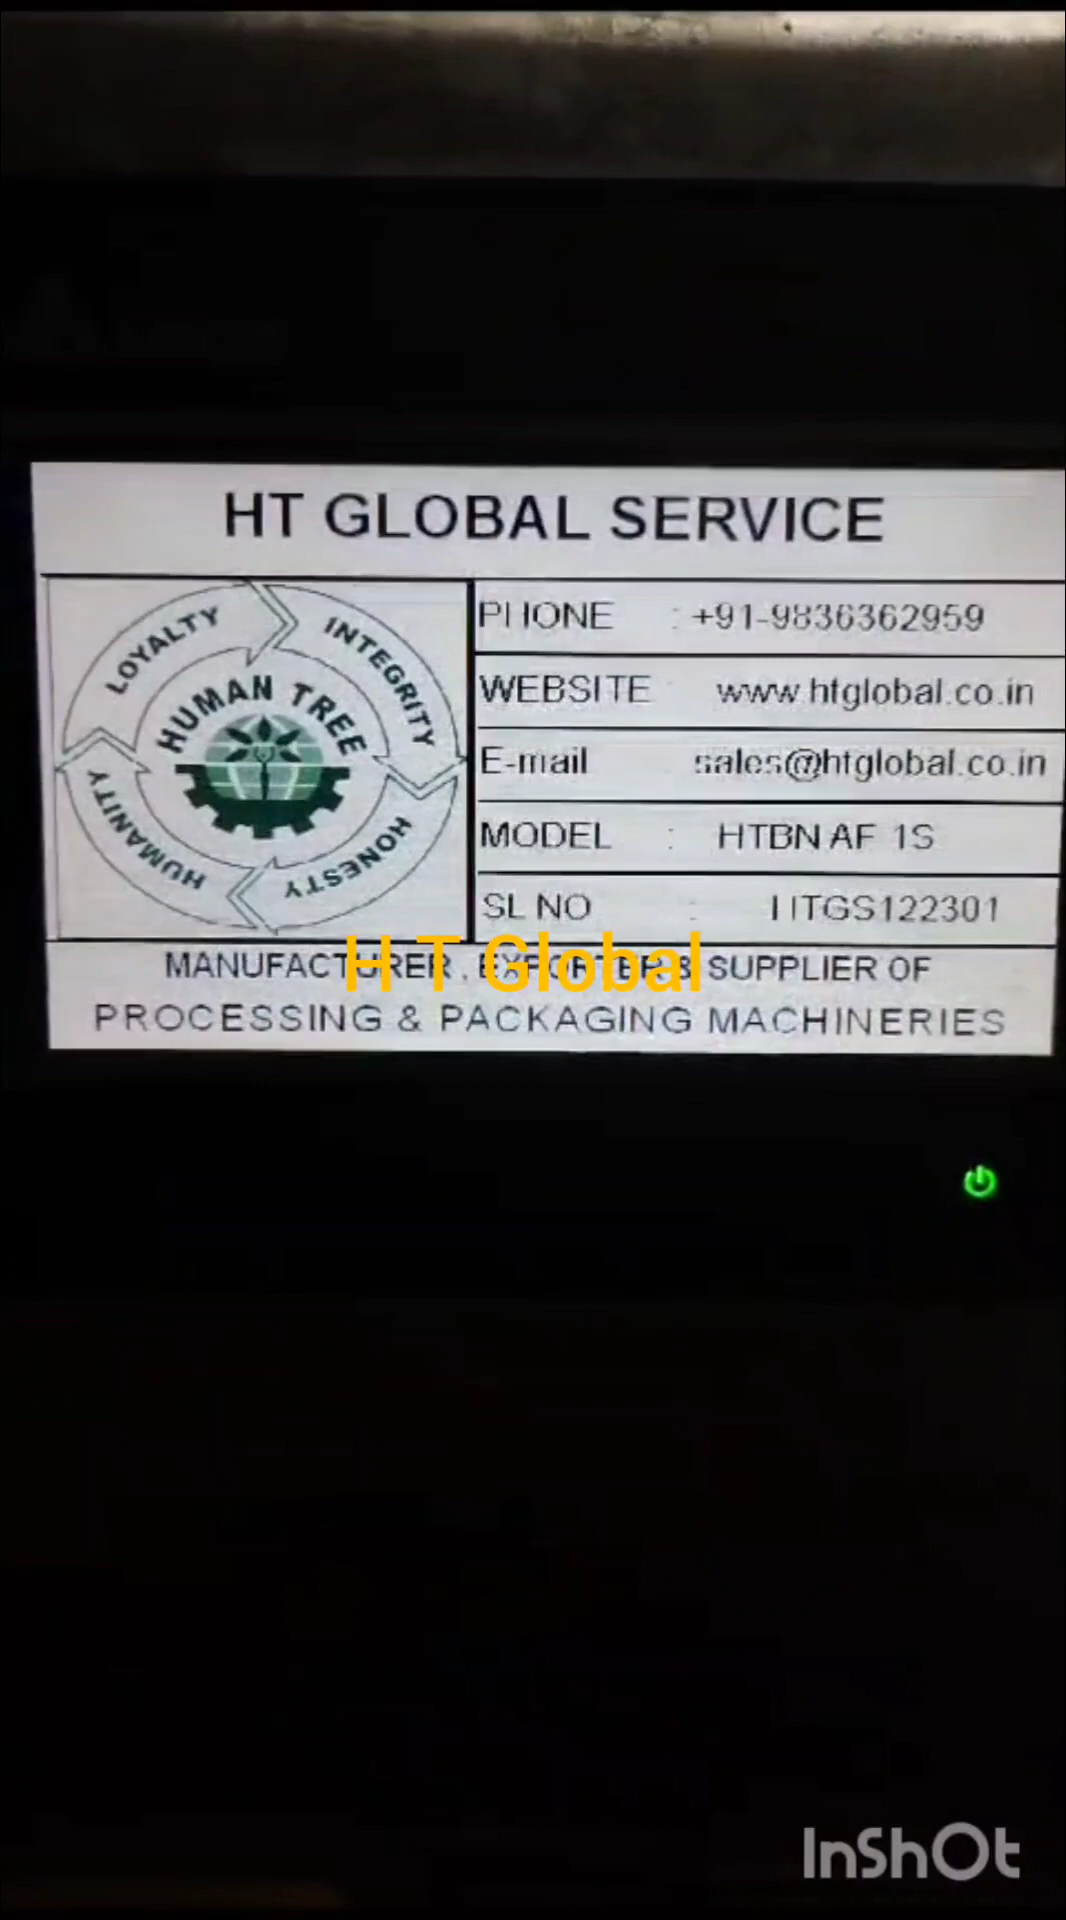 HT GLOBAL SERVICE
LOYALTY
INTEGRITY
HONESTY
HUMANITY
HUMAN TREE
PHONE : +91-9836362959
WEBSITE : www.htglobal.co.in
E-mail : sales@htglobal.co.in
MODEL : HTBN AF 1S
SL NO : HTGS122301
MANUFACTURER , EXPORTER & SUPPLIER OF
H T Global
PROCESSING & PACKAGING MACHINERIES
InShOt